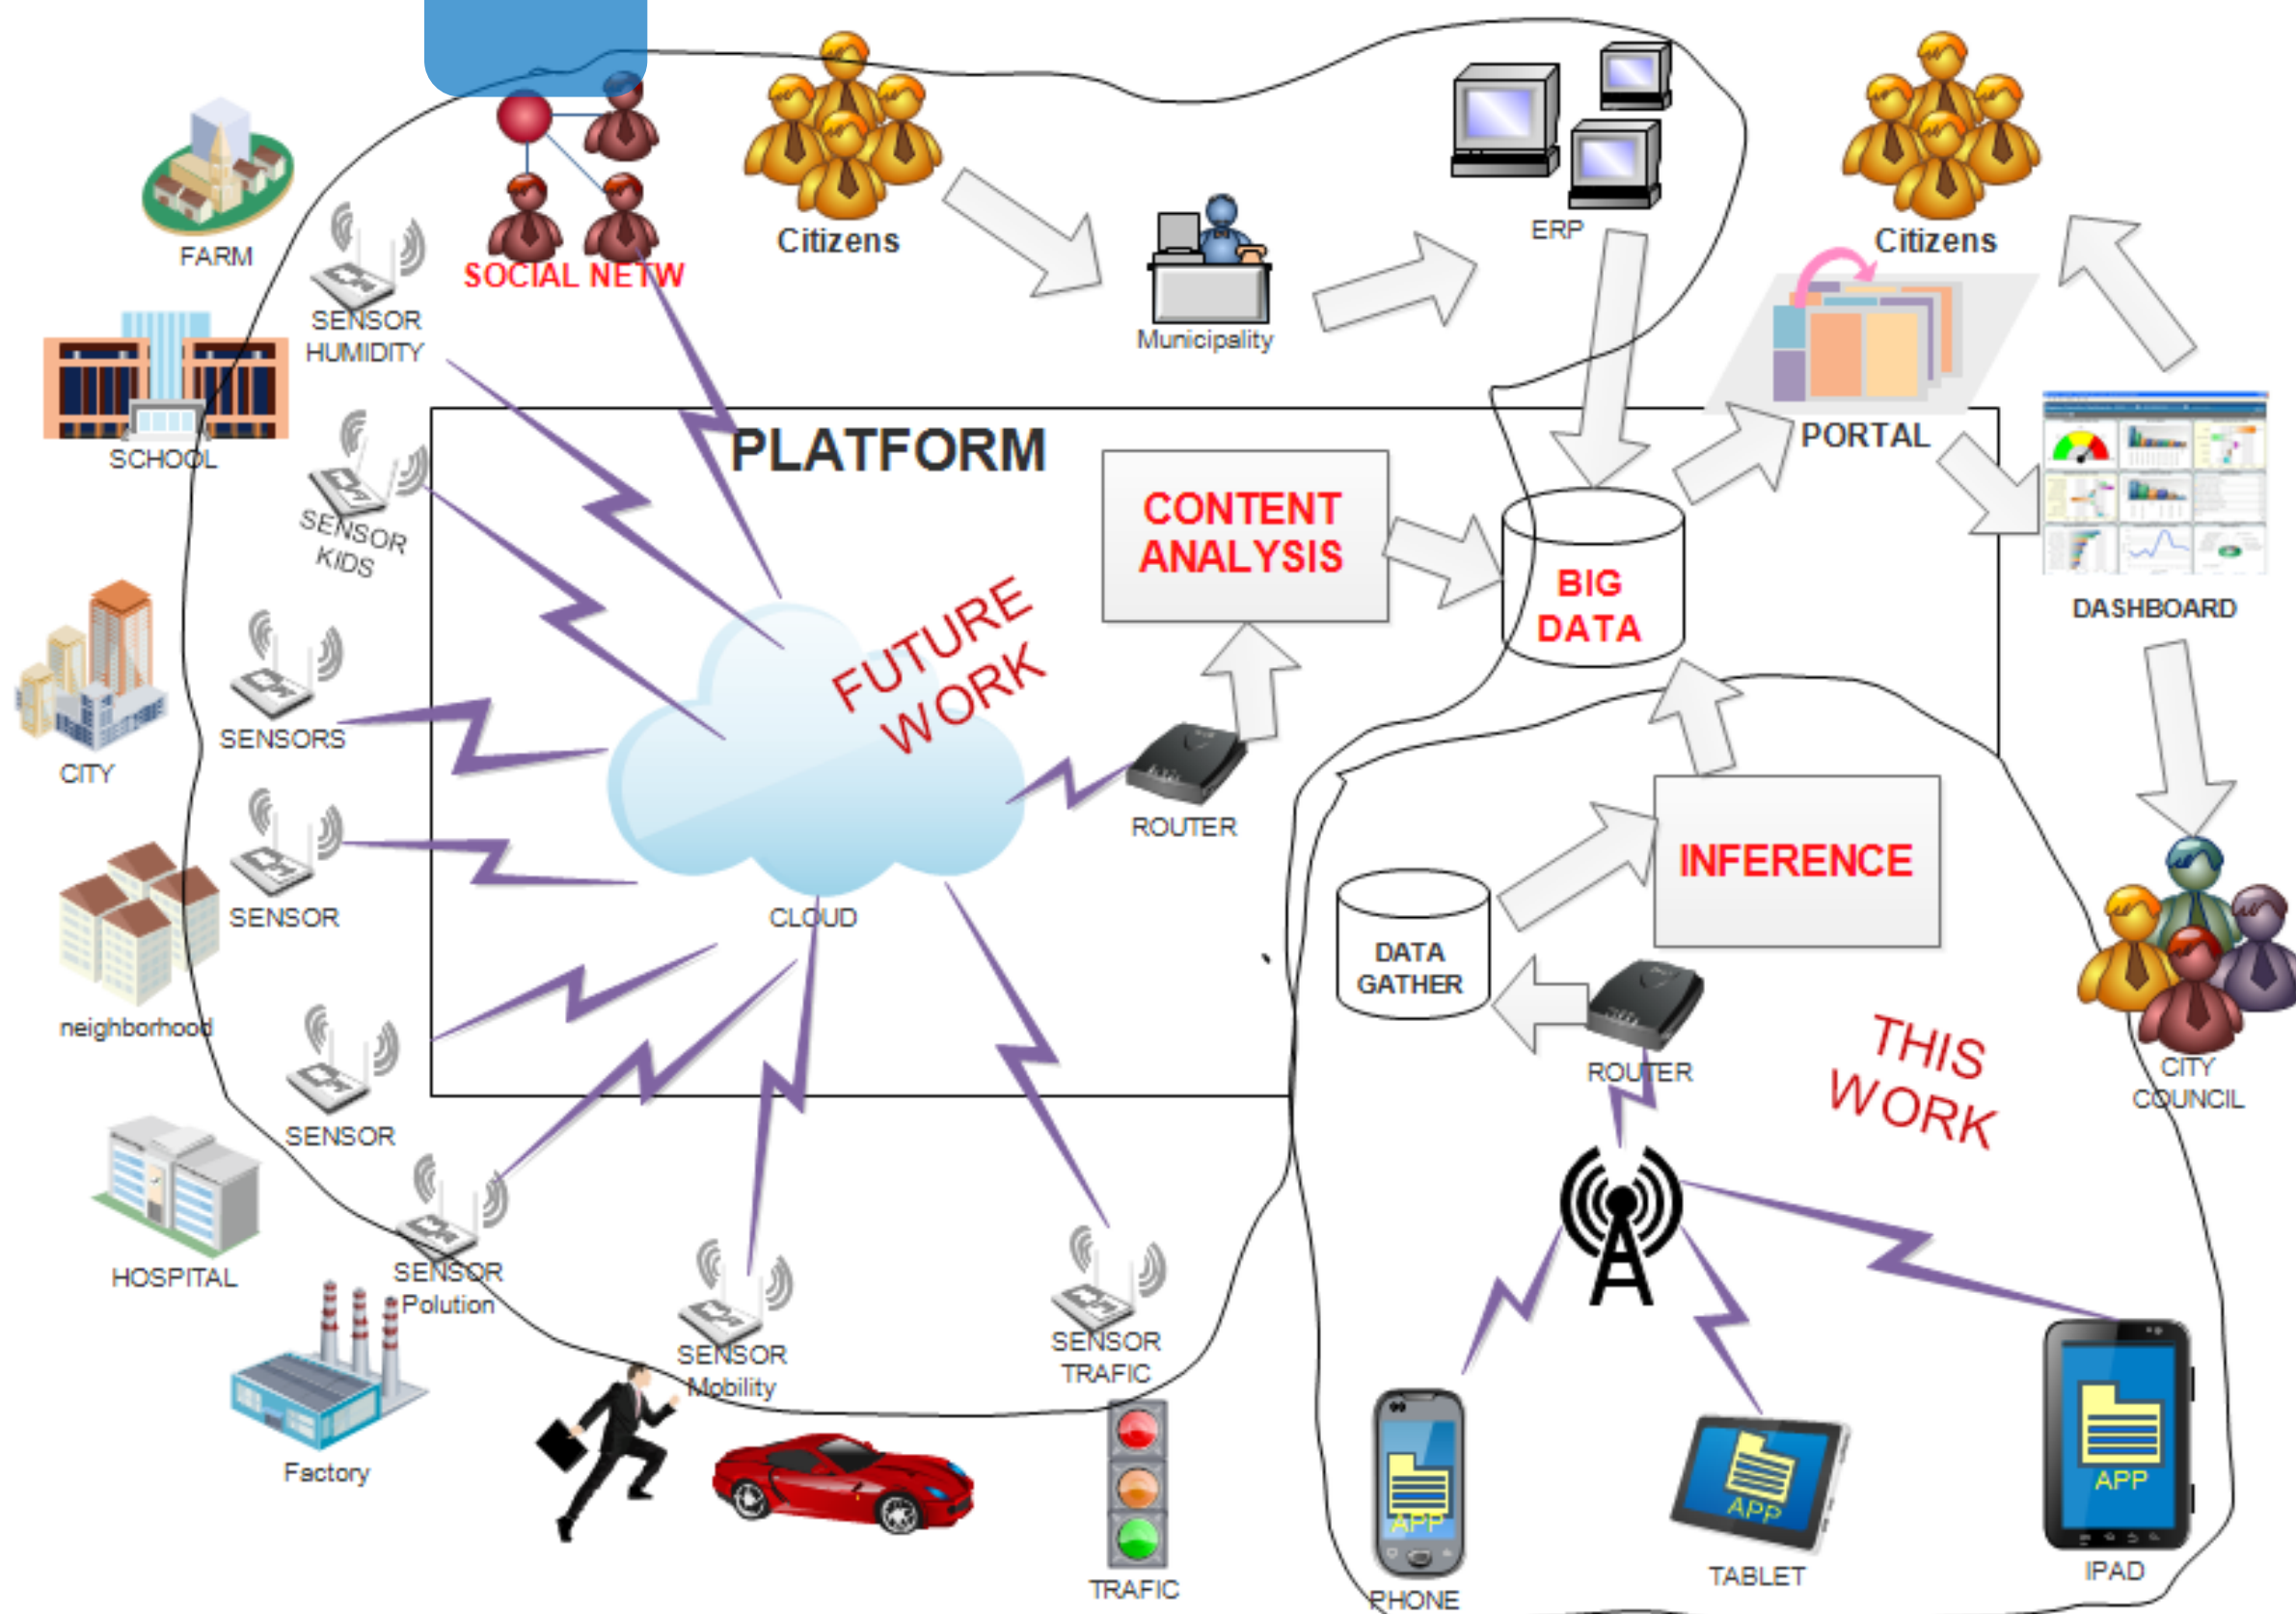 Citizens
Citizens
ERP
FARM
SOCIAL NETW
SENSOR
HUMIDITY
Municipality
PORTAL
PLATFORM
SCHOOL
CONTENT
ANALYSIS
SENSOR
KIDS
BIG
DATA
DASHBOARD
FUTURE
WORK
SENSORS
CITY
ROUTER
INFERENCE
SENSOR
CLOUD
DATA
GATHER
neighborhood
THIS
WORK
ROUTER
CITY
COUNCIL
SENSOR
HOSPITAL
SENSOR
Polution
SENSOR
Mobility
SENSOR
TRAFIC
Factory
APP
APP
APP
TRAFIC
PHONE
TABLET
IPAD